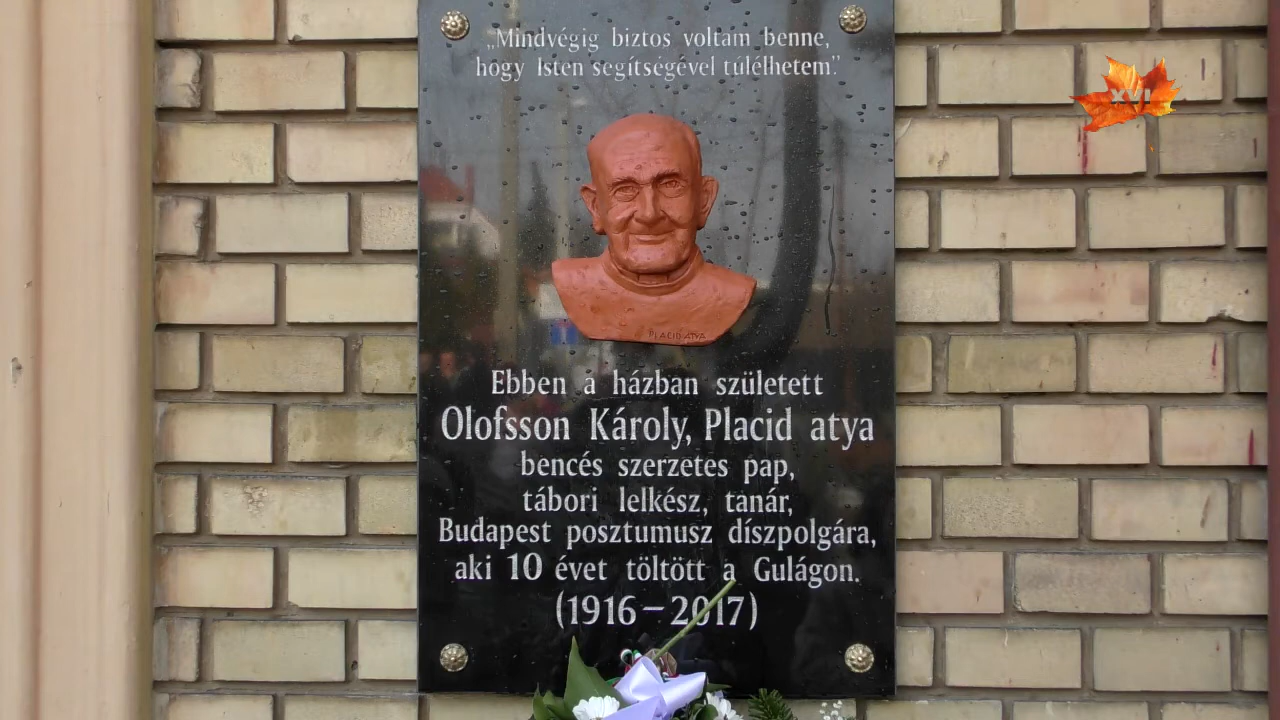 „Mindvégig biztos voltam benne,
hogy Isten segítségével túlélhetem."
XVI
PLACID ATYA
Ebben a házban született
Olofsson Károly, Placid atya
bencés szerzetes pap,
tábori lelkész, tanár,
Budapest posztumusz díszpolgára,
aki 10 évet töltött a Gulágon.
(1916–2017)